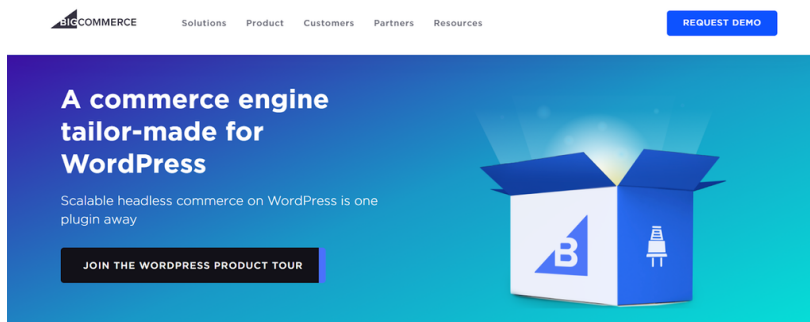 BIGCOMMERCE
Solutions Product Customers Partners Resources
REQUEST DEMO
A commerce engine
tailor-made for
WordPress
Scalable headless commerce on WordPress is one
plugin away
JOIN THE WORDPRESS PRODUCT TOUR
B